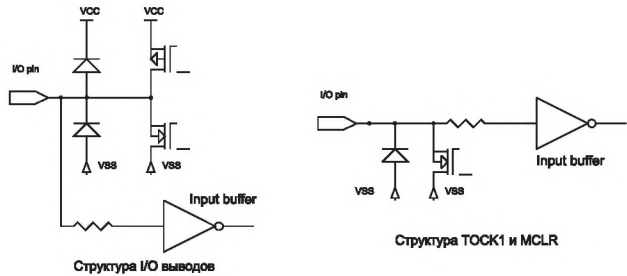 VCC
VCC
I/O pin
VSS
VSS
Input buffer
Структура I/O выводов
I/O pin
VSS
VSS
Input buffer
Структура TOCK1 и MCLR